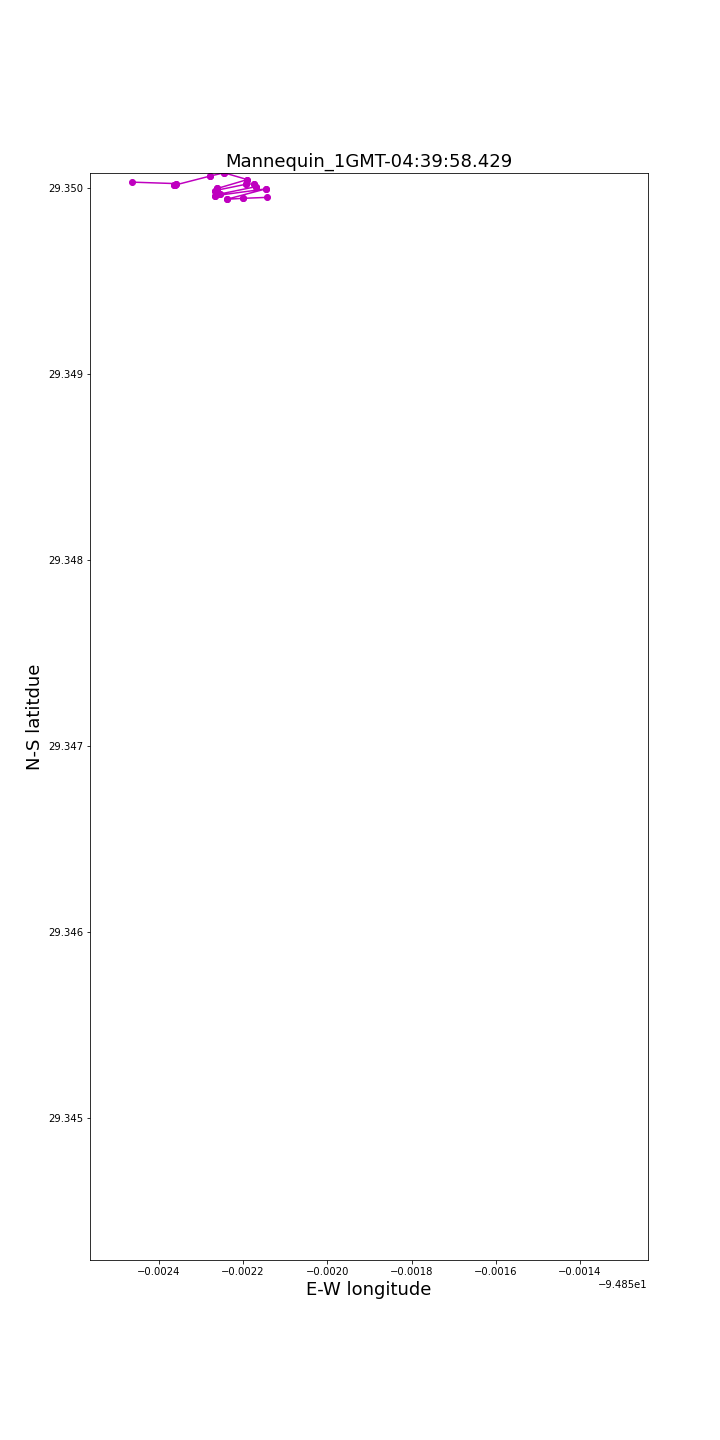 Mannequin_1GMT-04:39:58.429
29.350
29.349
29.348
29.347
29.346
29.345
N-S latitdue
−0.0024 −0.0022 −0.0020 −0.0018 −0.0016 −0.0014
−9.485e1
E-W longitude